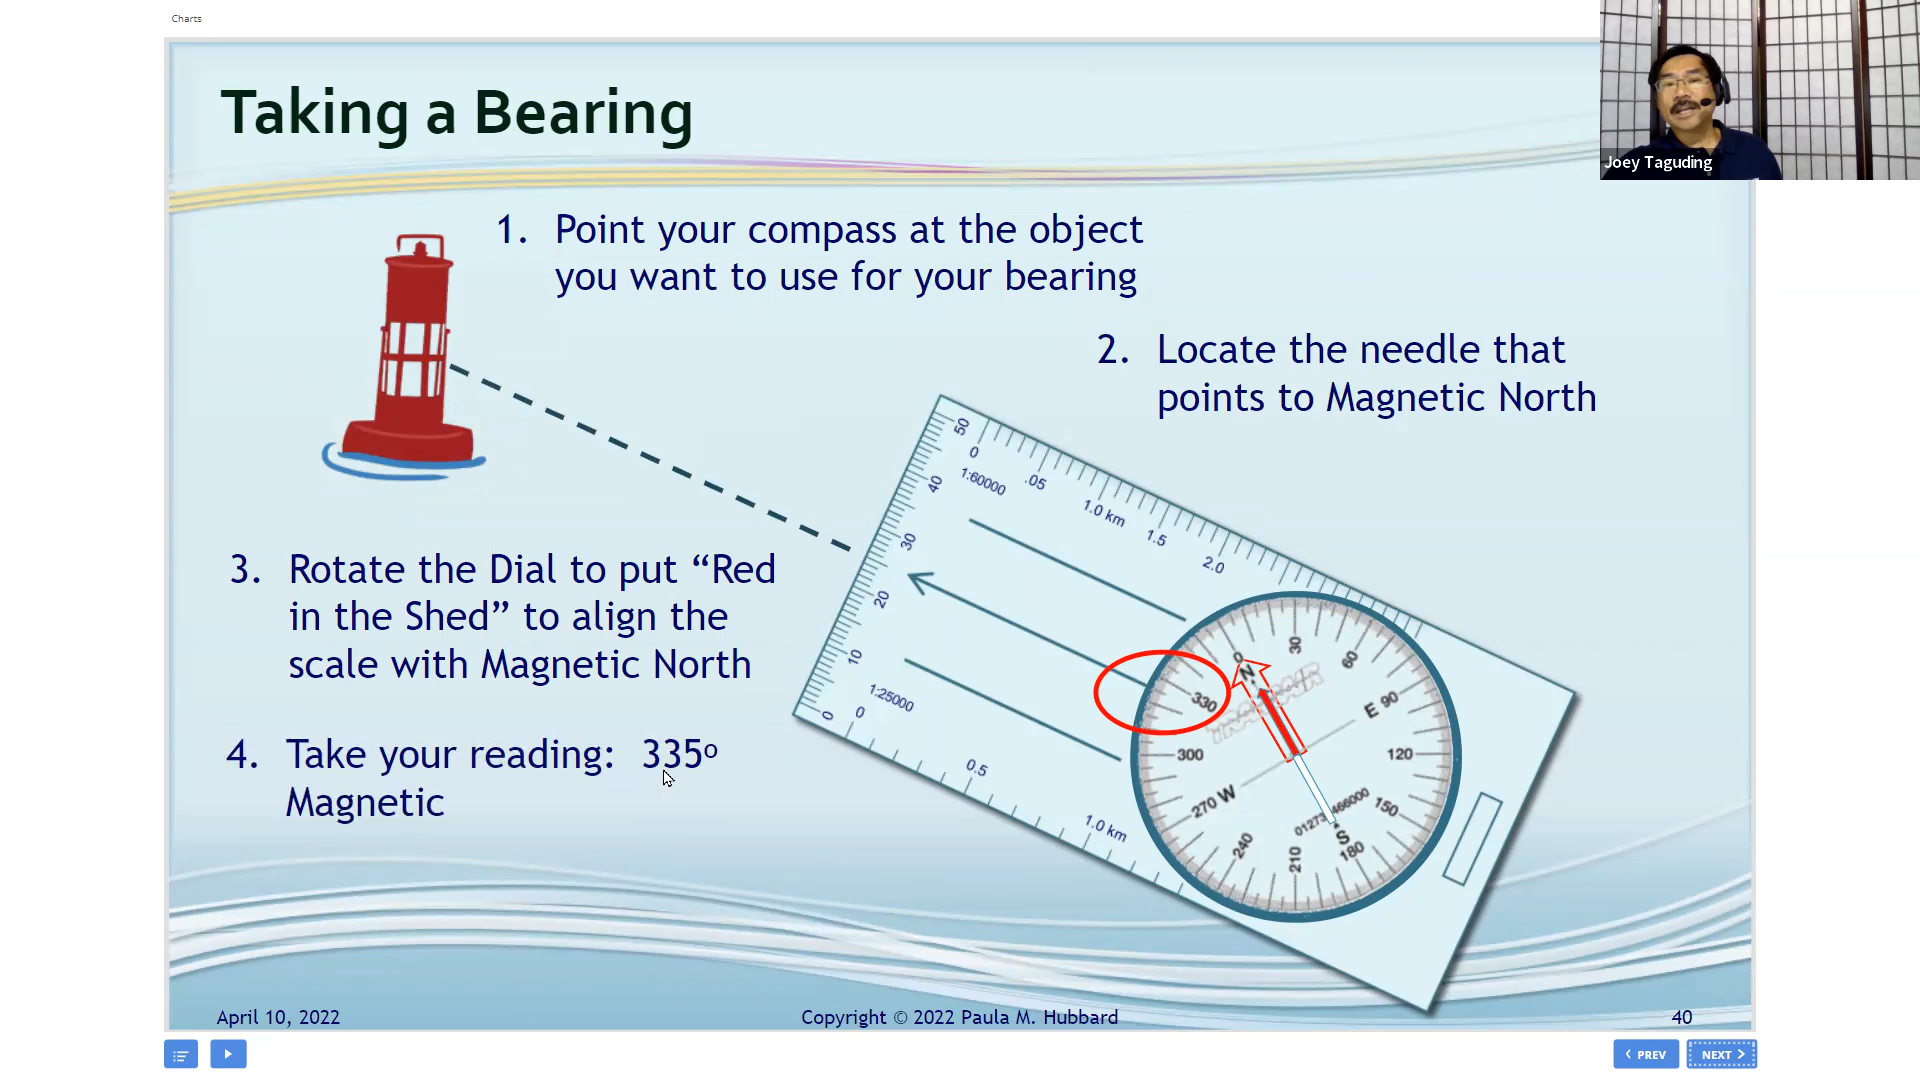 Charts
Taking a Bearing
Joey Taguding
1. Point your compass at the object
you want to use for your bearing
2. Locate the needle that
points to Magnetic North
3. Rotate the Dial to put “Red
in the Shed” to align the
scale with Magnetic North
4. Take your reading: 335º
Magnetic
50
40
30
20
10
0
0
.05
1.0 km
1.5
2.0
1:60000
1:25000
0
0.5
1.0 km
0
N
30
60
E 90
120
150
S
180
210
240
270 W
300
330
April 10, 2022
Copyright © 2022 Paula M. Hubbard
40
PREV
NEXT